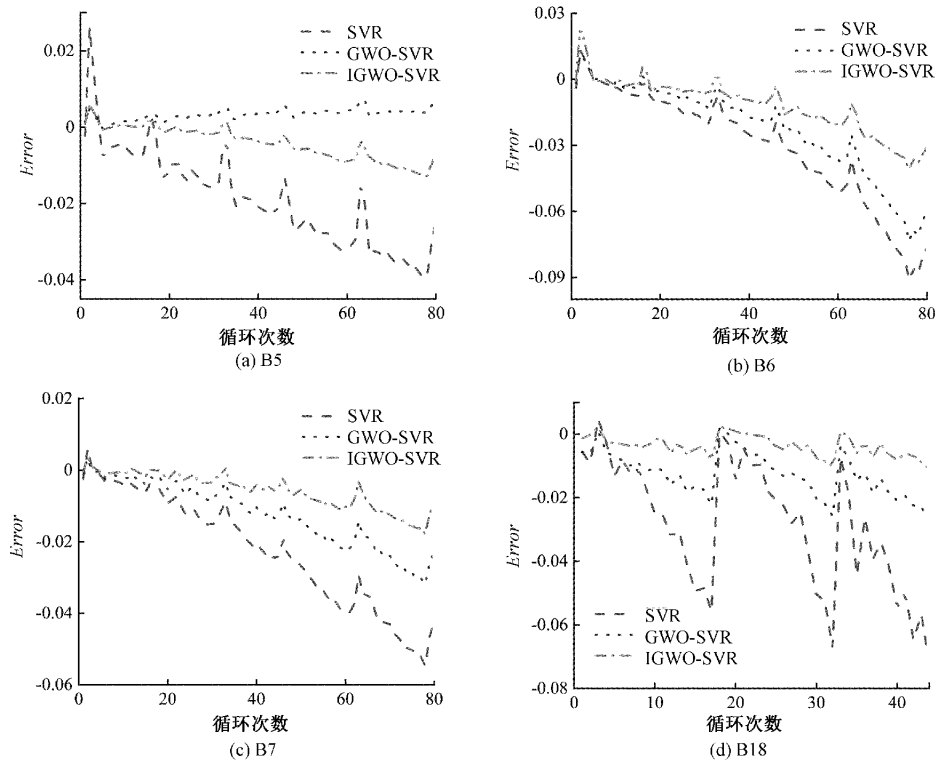 0.02
0
-0.02
-0.04
Error
SVR
GWO-SVR
IGWO-SVR
0 20 40 60 80
循环次数
(a) B5
0.03
0
-0.03
-0.06
-0.09
Error
SVR
GWO-SVR
IGWO-SVR
0 20 40 60 80
循环次数
(b) B6
0.02
0
-0.02
-0.04
-0.06
Error
SVR
GWO-SVR
IGWO-SVR
0 20 40 60 80
循环次数
(c) B7
0
-0.02
-0.04
-0.06
-0.08
Error
SVR
GWO-SVR
IGWO-SVR
0 10 20 30 40
循环次数
(d) B18